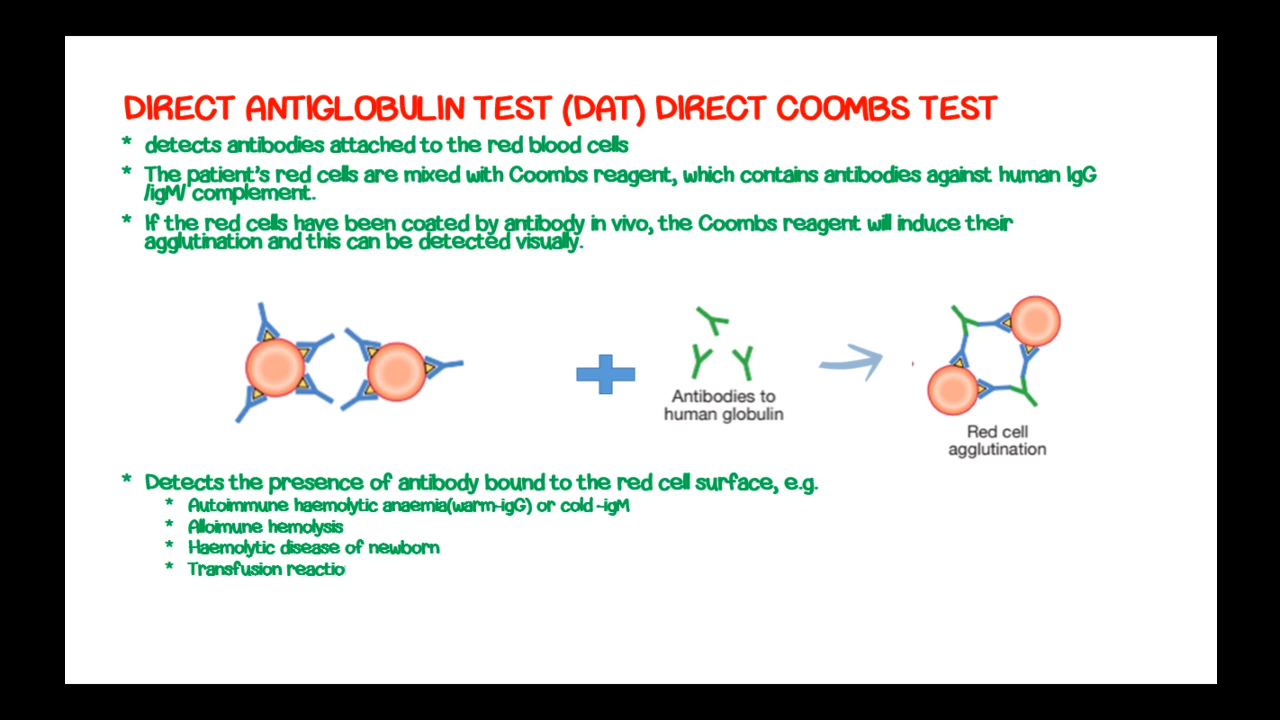 DIRECT ANTIGLOBULIN TEST (DAT) DIRECT COOMBS TEST
* detects antibodies attached to the red blood cells
* The patient's red cells are mixed with Coombs reagent, which contains antibodies against human IgG
/igM/ complement.
* If the red cells have been coated by antibody in vivo, the Coombs reagent will induce their
agglutination and this can be detected visually.
Antibodies to
human globulin
Red cell
agglutination
* Detects the presence of antibody bound to the red cell surface, e.g.
* Autoimmune haemolytic anaemia(warm-igG) or cold -igM
* Alloimune hemolysis
* Haemolytic disease of newborn
* Transfusion reactio